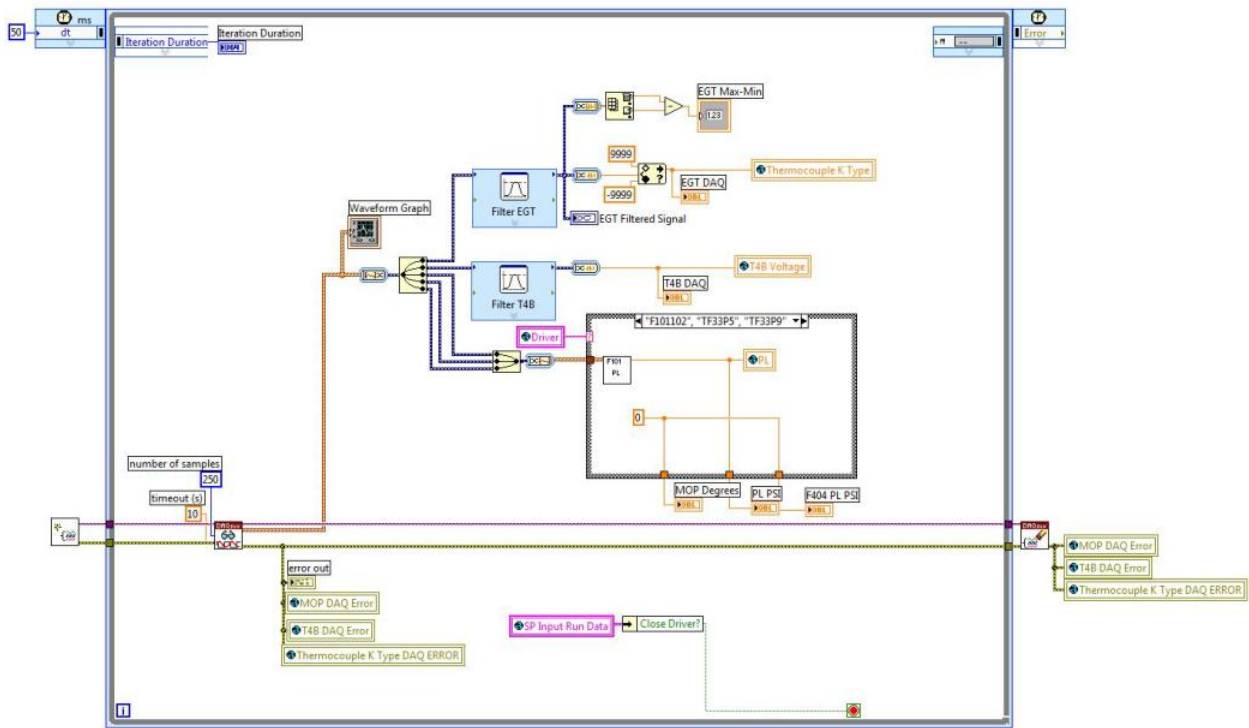 50
ms
dt
Iteration Duration
Iteration Duration
Error
EGT Max-Min
1.23
9999
Thermocouple K Type
-9999
EGT DAQ
DBL
Filter EGT
EGT Filtered Signal
Waveform Graph
T4B Voltage
T4B DAQ
DBL
Filter T4B
"F101102", "TF33P5", "TF33P9"
Driver
F101
PL
PL
0
number of samples
250
timeout (s)
10
MOP Degrees
DBL
PL PSI
DBL
F404 PL PSI
DBL
error out
MOP DAQ Error
T4B DAQ Error
Thermocouple K Type DAQ ERROR
SP Input Run Data
Close Driver?
MOP DAQ Error
T4B DAQ Error
Thermocouple K Type DAQ ERROR
i